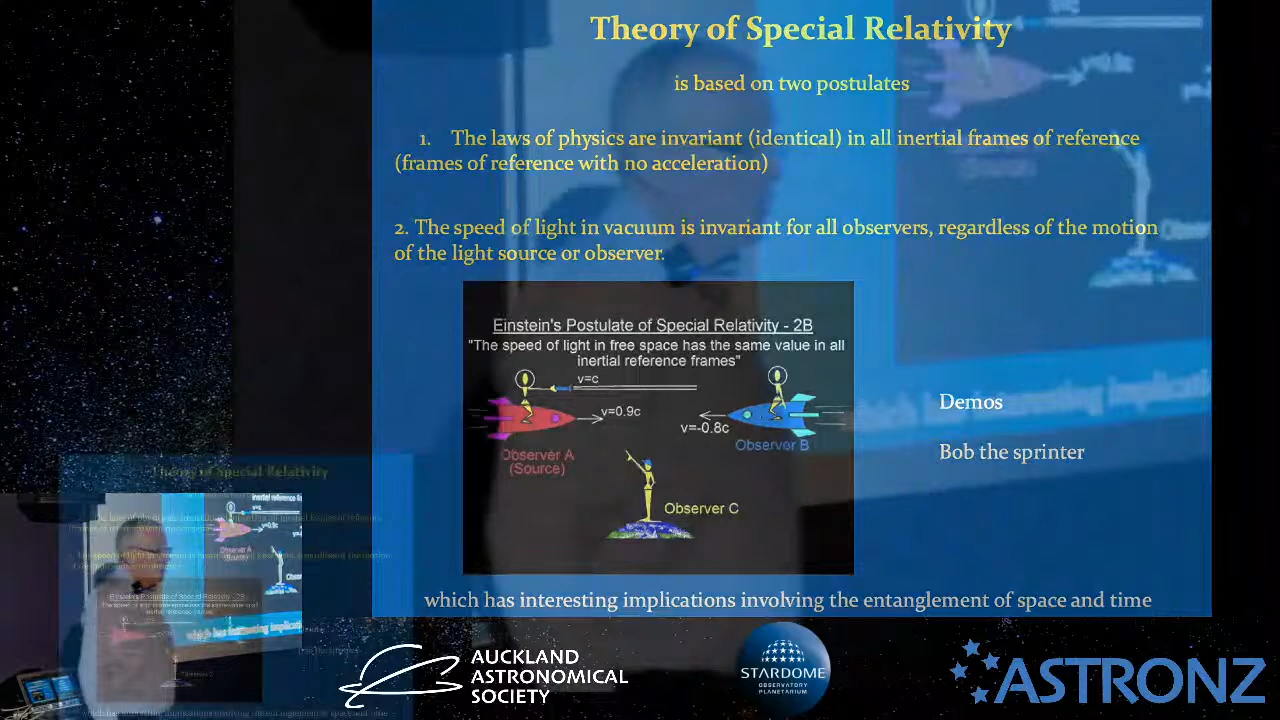 Theory of Special Relativity
is based on two postulates
1. The laws of physics are invariant (identical) in all inertial frames of reference
(frames of reference with no acceleration)
2. The speed of light in vacuum is invariant for all observers, regardless of the motion
of the light source or observer.
Einstein's Postulate of Special Relativity - 2B
"The speed of light in free space has the same value in all
inertial reference frames"
v=c
v=0.9c
v=-0.8c
Observer A
(Source)
Observer B
Observer C
Demos
Bob the sprinter
which has interesting implications involving the entanglement of space and time
Theory of Special Relativity
AUCKLAND
ASTRONOMICAL
SOCIETY
STARDOME
OBSERVATORY
PLANETARIUM
ASTRONZ